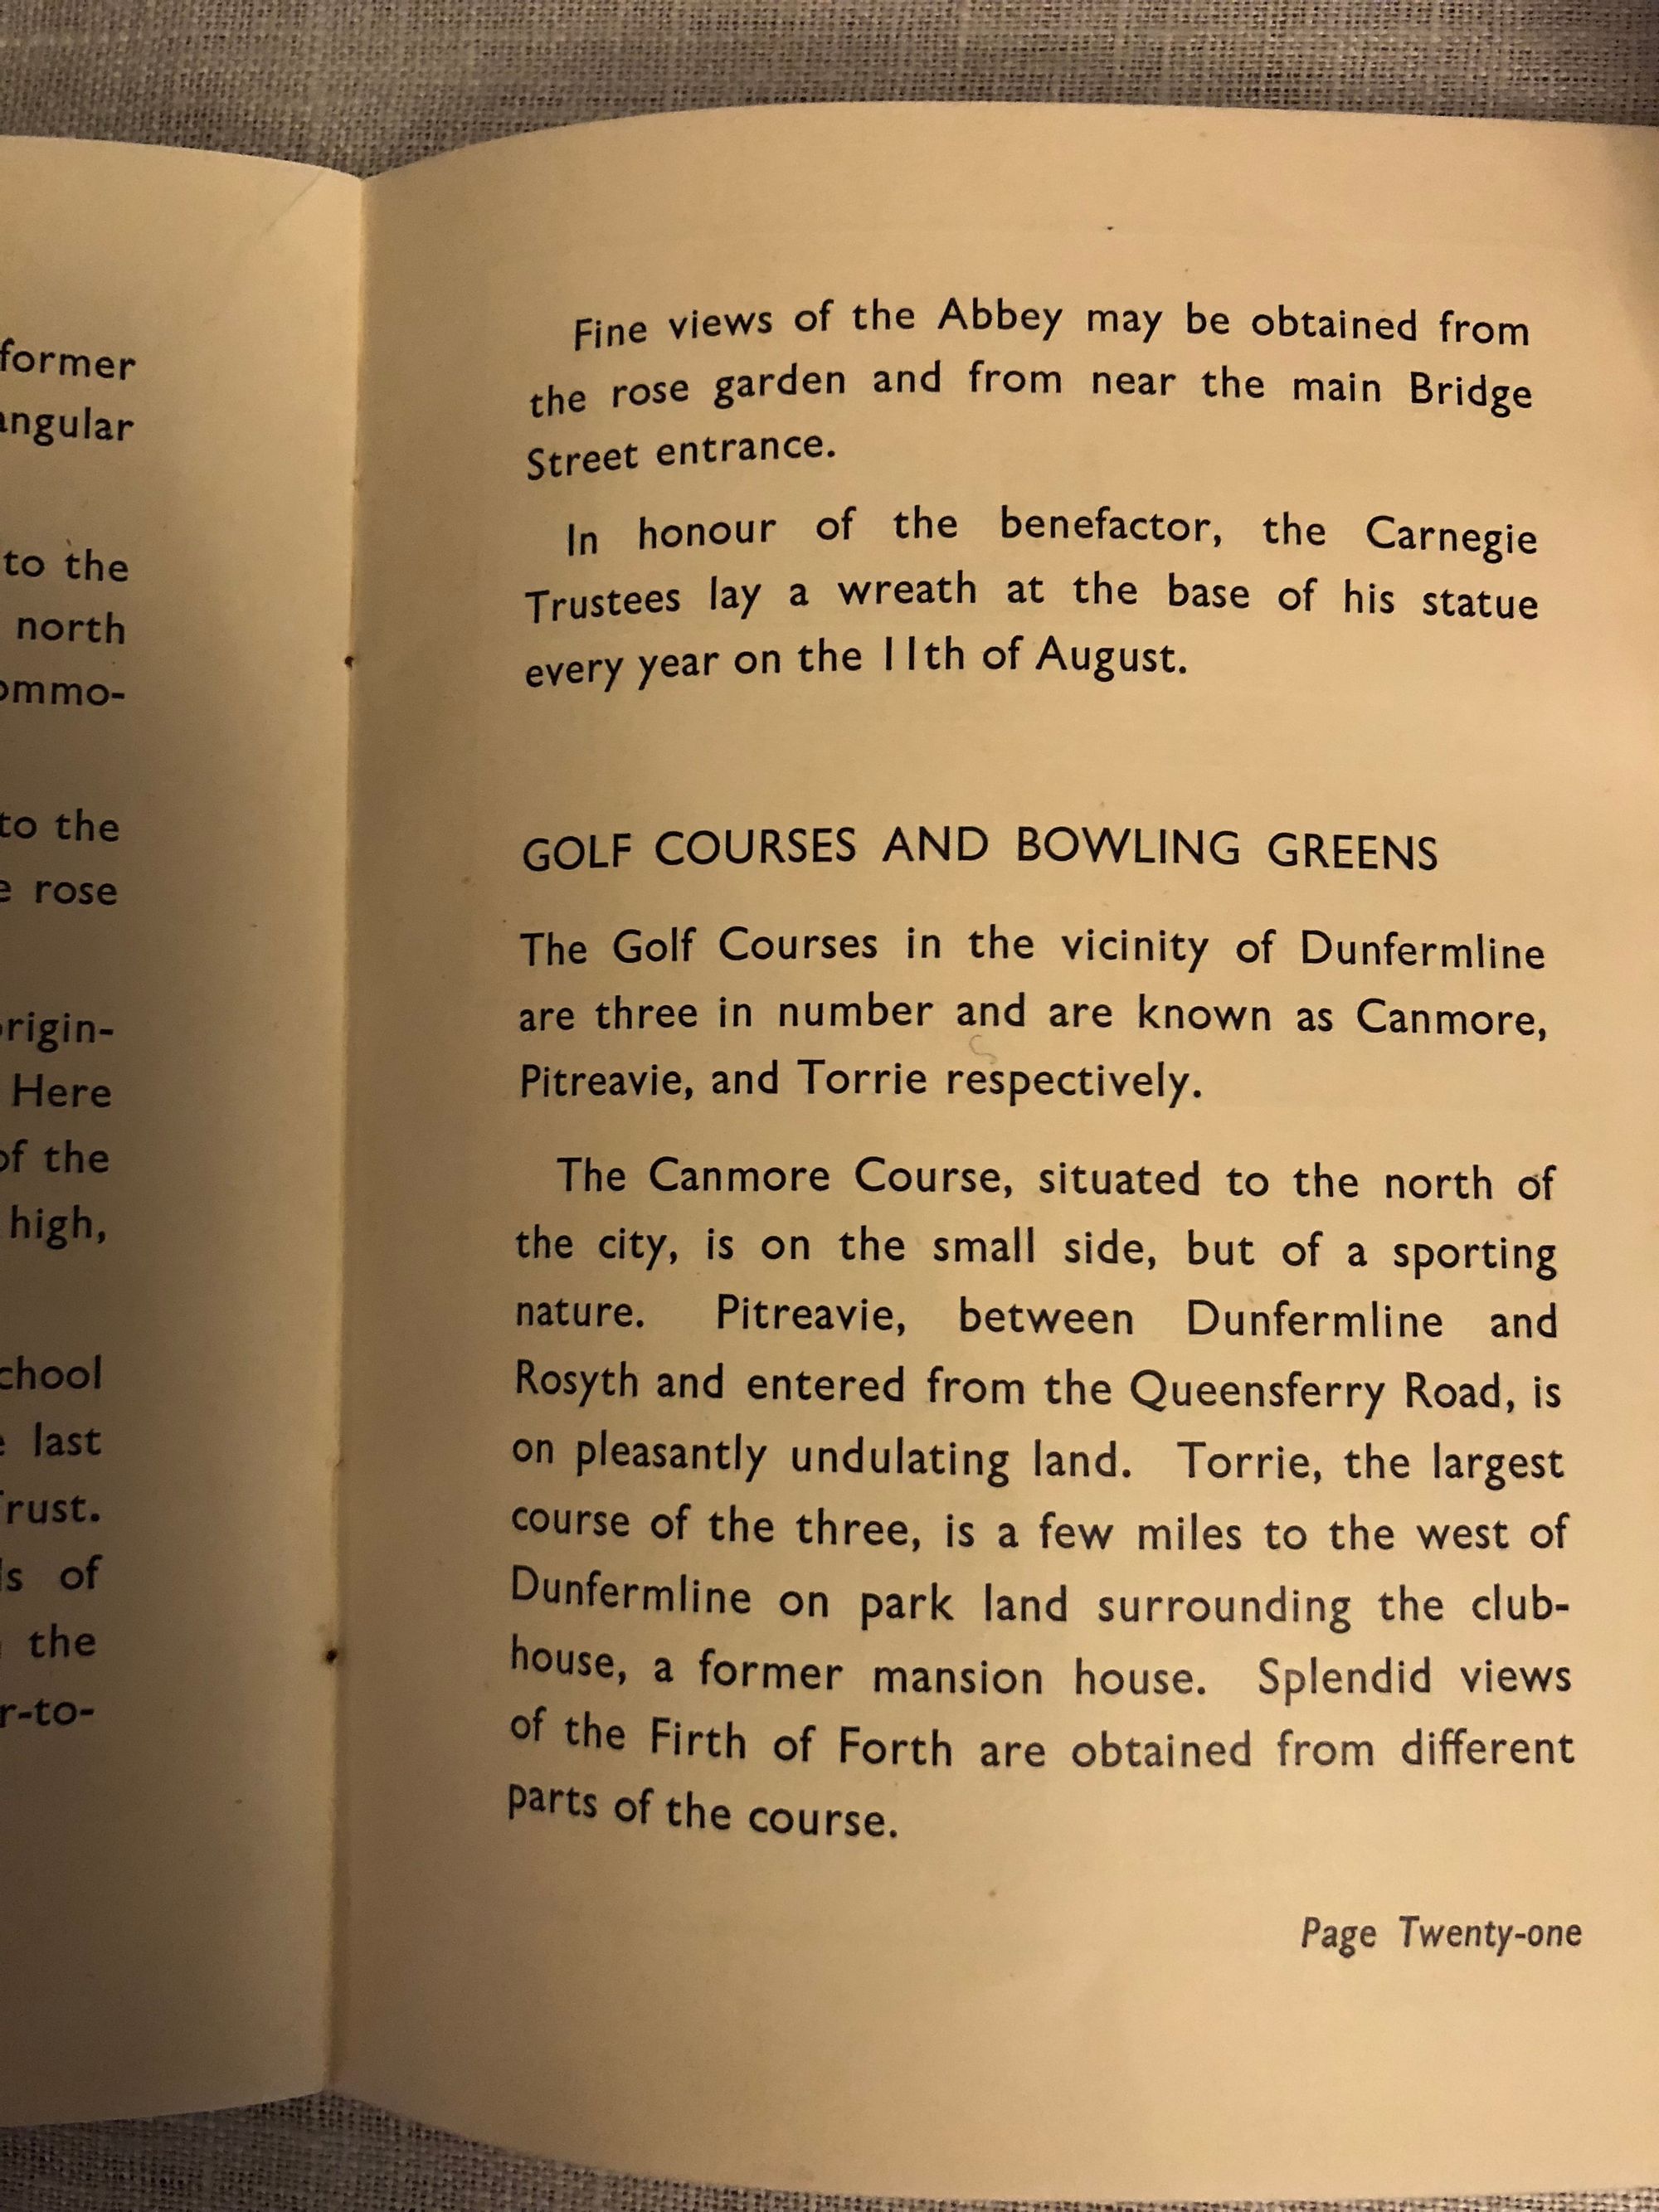 former
angular
to the
north
ommo-
to the
rose
origin-
Here
of the
high,
chool
last
Trust.
of
the
r-to-
Fine views of the Abbey may be obtained from
the rose garden and from near the main Bridge
Street entrance.
In honour of the benefactor, the Carnegie
Trustees lay a wreath at the base of his statue
every year on the 11th of August.
GOLF COURSES AND BOWLING GREENS
The Golf Courses in the vicinity of Dunfermline
are three in number and are known as Canmore,
Pitreavie, and Torrie respectively.
The Canmore Course, situated to the north of
the city, is on the small side, but of a sporting
nature. Pitreavie, between Dunfermline and
Rosyth and entered from the Queensferry Road, is
on pleasantly undulating land. Torrie, the largest
course of the three, is a few miles to the west of
Dunfermline on park land surrounding the club-
house, a former mansion house. Splendid views
of the Firth of Forth are obtained from different
parts of the course.
Page Twenty-one